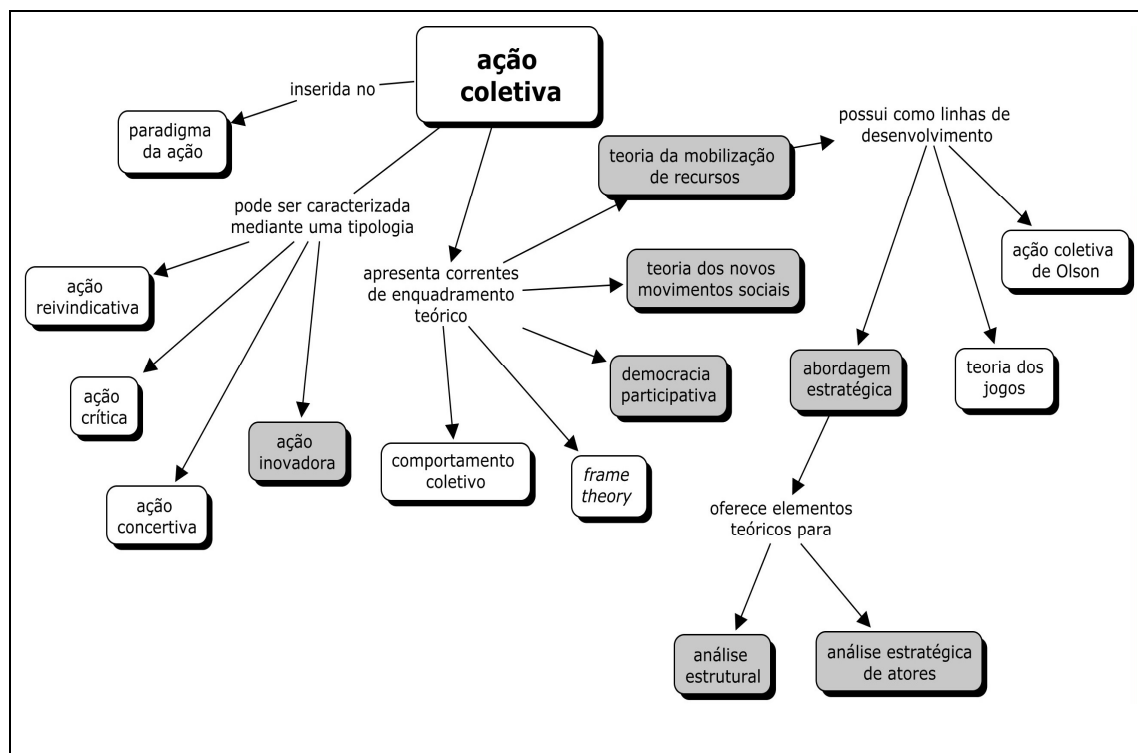 ação
coletiva
inserida no
paradigma
da ação
pode ser caracterizada
mediante uma tipologia
ação
reivindicativa
ação
crítica
ação
concertiva
ação
inovadora
apresenta correntes
de enquadramento
teórico
teoria da mobilização
de recursos
teoria dos novos
movimentos sociais
democracia
participativa
comportamento
coletivo
frame
theory
possui como linhas de
desenvolvimento
ação coletiva
de Olson
teoria dos
jogos
abordagem
estratégica
oferece elementos
teóricos para
análise
estrutural
análise estratégica
de atores